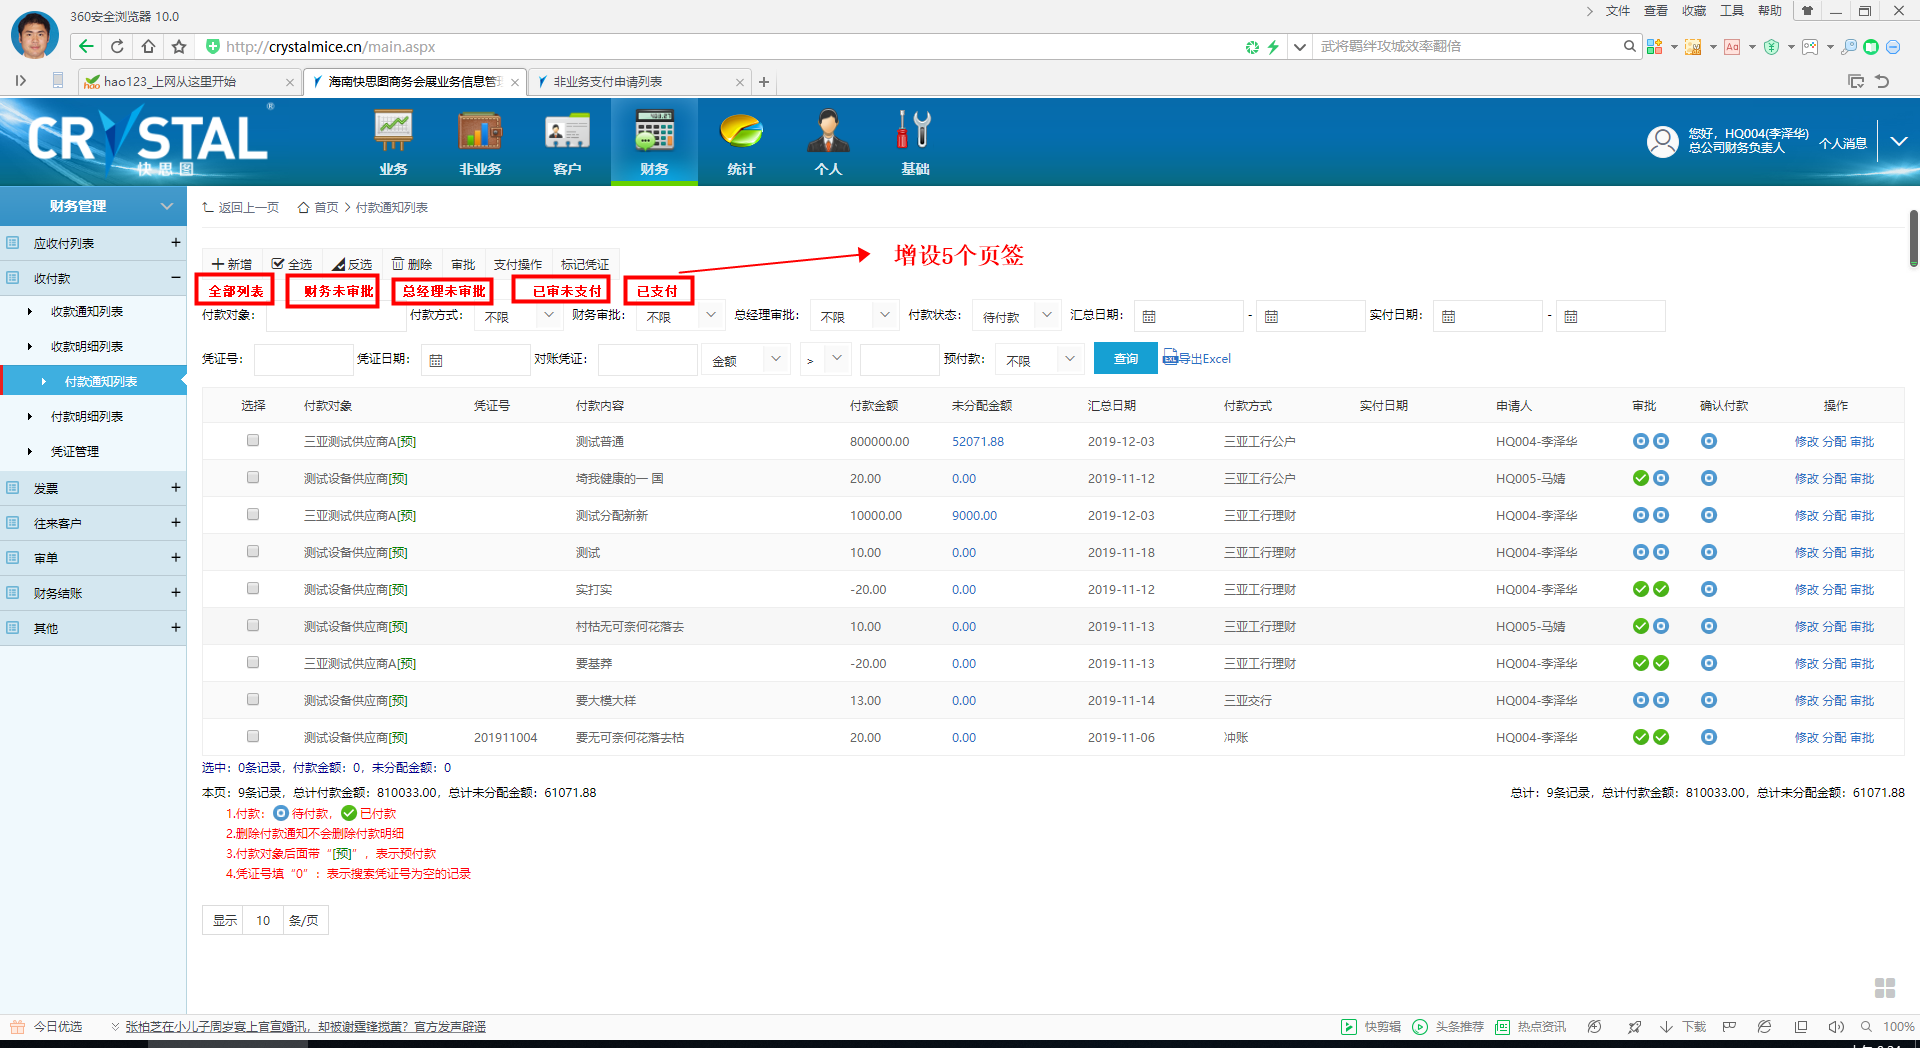 360安全浏览器 10.0
文件 查看 收藏 工具 帮助
http://crystalmice.cn/main.aspx
武将羁绊攻城效率翻倍
hao123_上网从这里开始
海南快思图商务会展业务信息管
非业务支付申请列表
CRYSTAL ®
快思图
业务 非业务 客户 财务 统计 个人 基础
您好，HQ004(李泽华)
总公司财务负责人
个人消息
财务管理
应收付列表 +
收付款 −
收款通知列表
收款明细列表
付款通知列表
付款明细列表
凭证管理
发票 +
往来客户 +
审单 +
财务结账 +
其他 +
返回上一页 首页 > 付款通知列表
新增 全选 反选 删除 审批 支付操作 标记凭证
增设5个页签
全部列表 财务未审批 总经理未审批 已审未支付 已支付
付款对象： 付款方式： 不限 财务审批： 不限 总经理审批： 不限 付款状态： 待付款 汇总日期： - 实付日期： -
凭证号： 凭证日期： 对账凭证： 金额 > 预付款： 不限 查询 导出Excel
选择 付款对象 凭证号 付款内容 付款金额 未分配金额 汇总日期 付款方式 实付日期 申请人 审批 确认付款 操作
三亚测试供应商A[预] 测试普通 800000.00 52071.88 2019-12-03 三亚工行公户 HQ004-李泽华 修改 分配 审批
测试设备供应商[预] 埼我健康的一 国 20.00 0.00 2019-11-12 三亚工行公户 HQ005-马婧 修改 分配 审批
三亚测试供应商A[预] 测试分配新新 10000.00 9000.00 2019-12-03 三亚工行理财 HQ004-李泽华 修改 分配 审批
测试设备供应商[预] 测试 10.00 0.00 2019-11-18 三亚工行理财 HQ004-李泽华 修改 分配 审批
测试设备供应商[预] 实打实 -20.00 0.00 2019-11-12 三亚工行理财 HQ004-李泽华 修改 分配 审批
测试设备供应商[预] 村枯无可奈何花落去 10.00 0.00 2019-11-13 三亚工行理财 HQ005-马婧 修改 分配 审批
三亚测试供应商A[预] 要基莽 -20.00 0.00 2019-11-13 三亚工行理财 HQ004-李泽华 修改 分配 审批
测试设备供应商[预] 要大模大样 13.00 0.00 2019-11-14 三亚交行 HQ004-李泽华 修改 分配 审批
测试设备供应商[预] 201911004 要无可奈何花落去枯 20.00 0.00 2019-11-06 冲账 HQ004-李泽华 修改 分配 审批
选中：0条记录，付款金额：0，未分配金额：0
本页：9条记录，总计付款金额：810033.00，总计未分配金额：61071.88
总计：9条记录，总计付款金额：810033.00，总计未分配金额：61071.88
1.付款： 待付款， 已付款
2.删除付款通知不会删除付款明细
3.付款对象后面带“[预]”，表示预付款
4.凭证号填“0”：表示搜索凭证号为空的记录
显示 10 条/页
今日优选
张柏芝在小儿子周岁宴上官宣婚讯，却被谢霆锋搅黄？官方发声辟谣
快剪辑 头条推荐 热点资讯 下载 100%